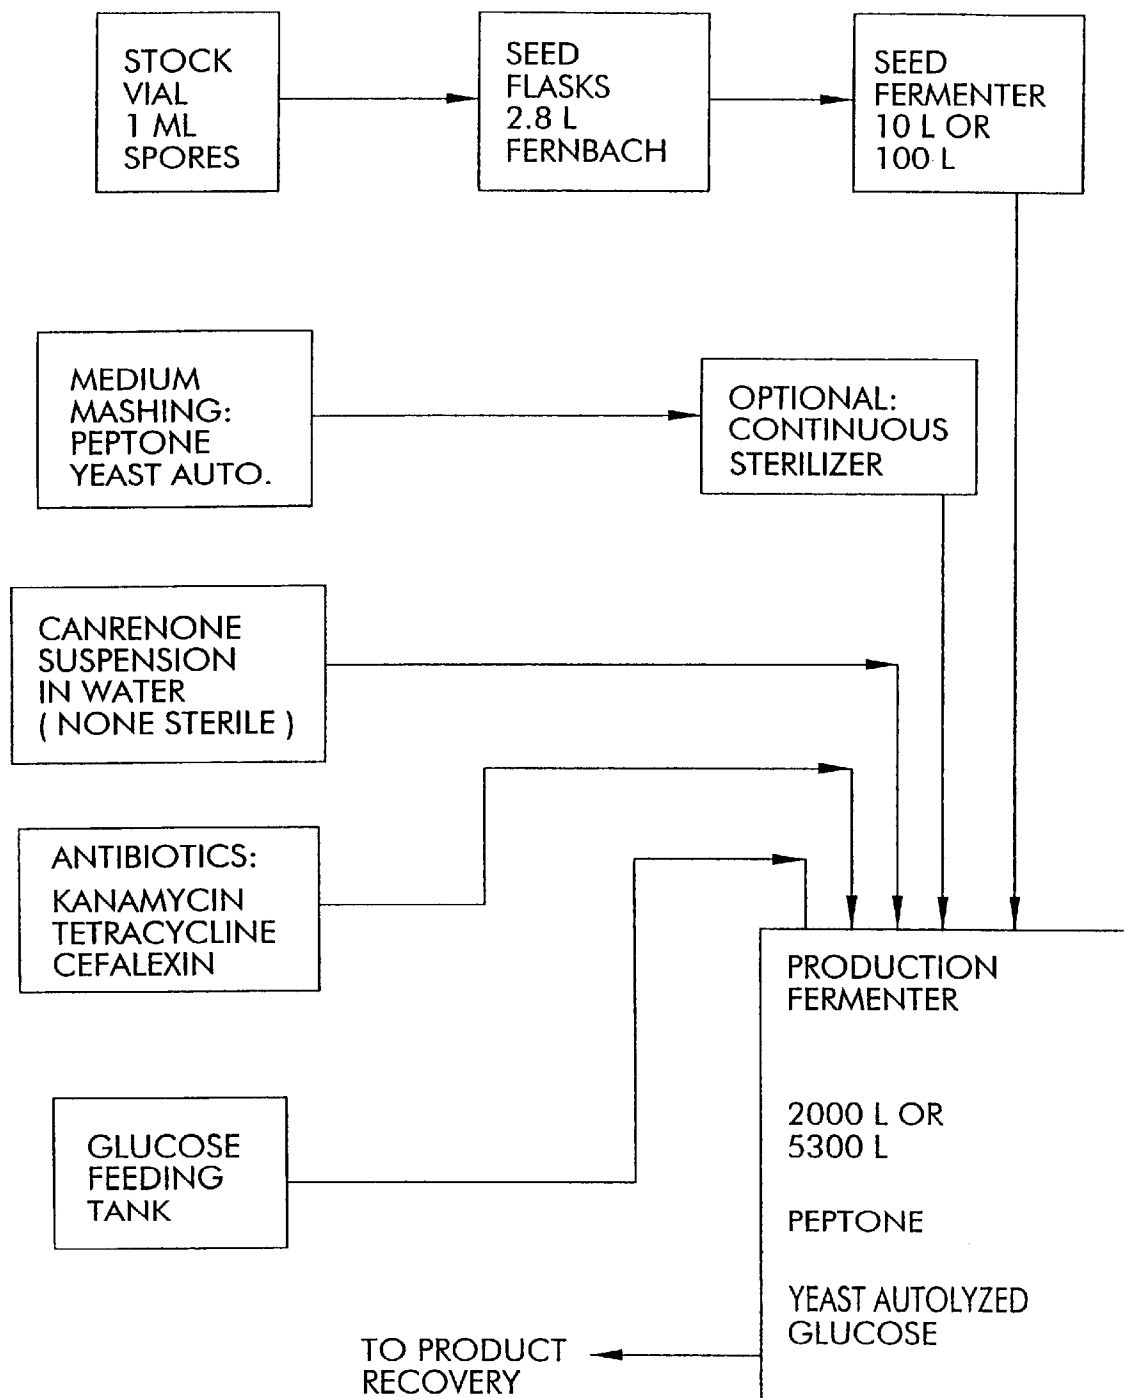 STOCK
VIAL
1 ML
SPORES
SEED
FLASKS
2.8 L
FERNBACH
SEED
FERMENTER
10 L OR
100 L
MEDIUM
MASHING:
PEPTONE
YEAST AUTO.
OPTIONAL:
CONTINUOUS
STERILIZER
CANRENONE
SUSPENSION
IN WATER
( NONE STERILE )
ANTIBIOTICS:
KANAMYCIN
TETRACYCLINE
CEFALEXIN
GLUCOSE
FEEDING
TANK
PRODUCTION
FERMENTER
2000 L OR
5300 L
PEPTONE
YEAST AUTOLYZED
GLUCOSE
TO PRODUCT
RECOVERY